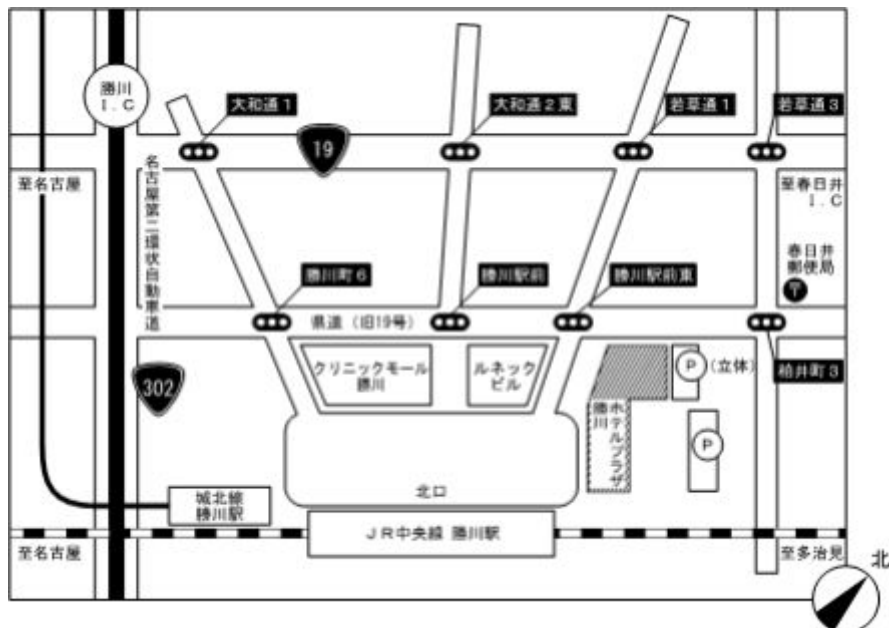 勝川
I.C
大和通1
大和通2東
若草通1
若草通3
19
至名古屋
名古屋第二環状自動車道
至春日井
I.C
春日井
郵便局
勝川町6
勝川駅前
勝川駅前東
県道(旧19号)
柏井町3
302
クリニックモール
勝川
ルネック
ビル
P
(立体)
ホテルプラザ
勝川
P
北口
城北線
勝川駅
JR中央線 勝川駅
至名古屋
至多治見
北